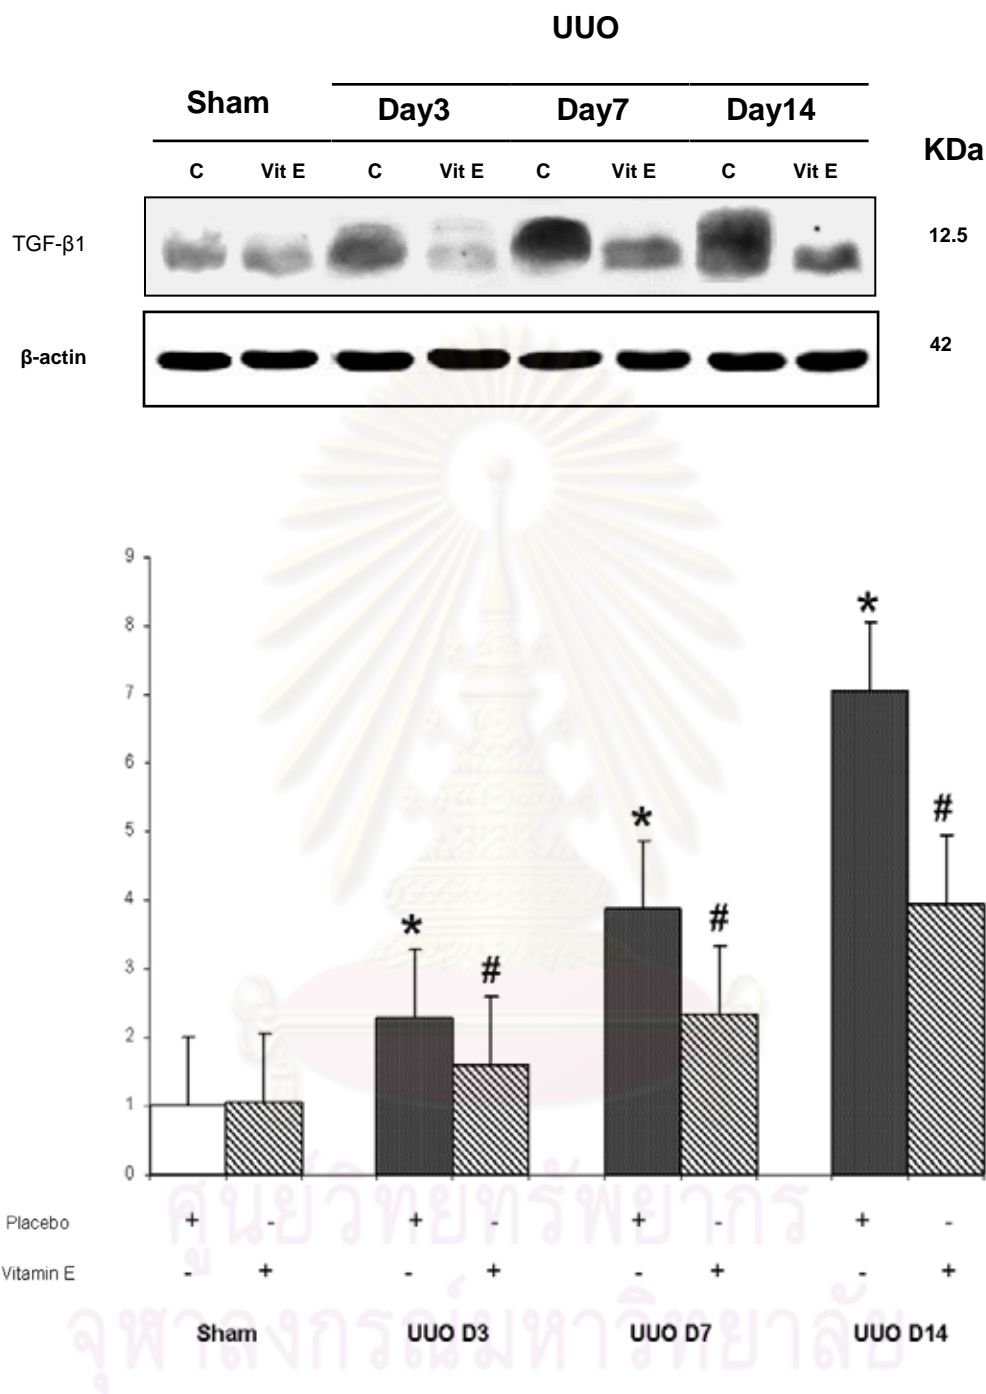 UUO
Sham Day3 Day7 Day14
KDa
C Vit E C Vit E C Vit E C Vit E
TGF-β1 12.5
β-actin 42
9
*
8
7
6
* #
5
4
* #
3 #
2
1
0
Placebo + - + - + - + -
Vitamin E - + - + - + - +
Sham UUO D3 UUO D7 UUO D14
ศูนย์วิทยทรัพยากร
จุฬาลงกรณ์มหาวิทยาลัย